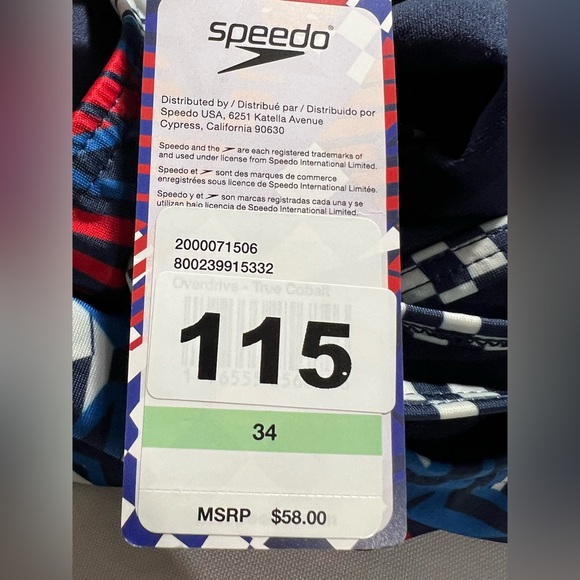 speedo
Distributed by / Distribué par / Distribuido por
Speedo USA, 6251 Katella Avenue
Cypress, California 90630
Speedo and the are each registered trademarks of
and used under license from Speedo International Limited.
Speedo et sont des marques de commerce
enregistrées sous licence de Speedo International Limitée.
Speedo y et son marcas registradas cada una y se
utilizan bajo licencia de Speedo International Limited.
2000071506
800239915332
Overdrive - True Cobalt
115
34
MSRP $58.00